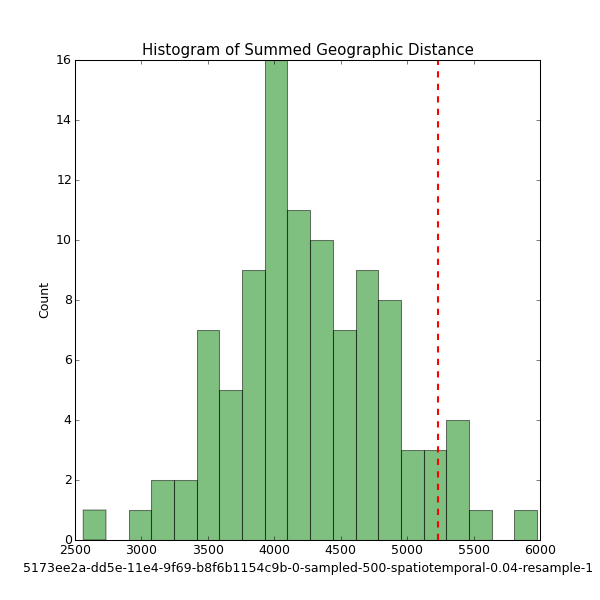 Histogram of Summed Geographic Distance
16
14
12
10
8
6
4
2
0
Count
2500 3000 3500 4000 4500 5000 5500 6000
5173ee2a-dd5e-11e4-9f69-b8f6b1154c9b-0-sampled-500-spatiotemporal-0.04-resample-1